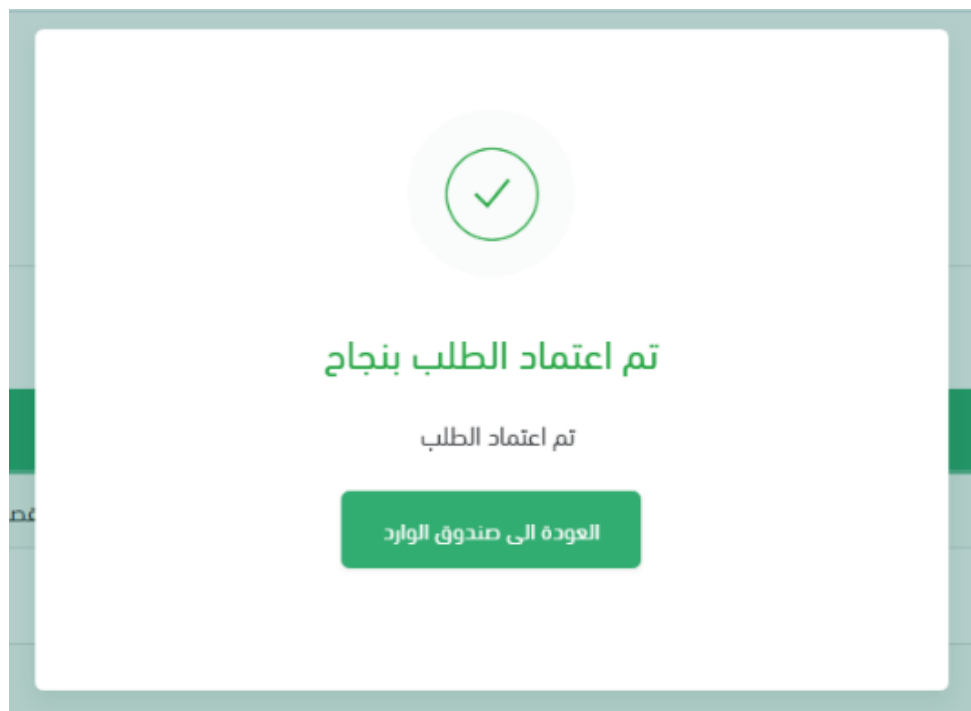 تم اعتماد الطلب بنجاح
تم اعتماد الطلب
العودة الى صندوق الوارد